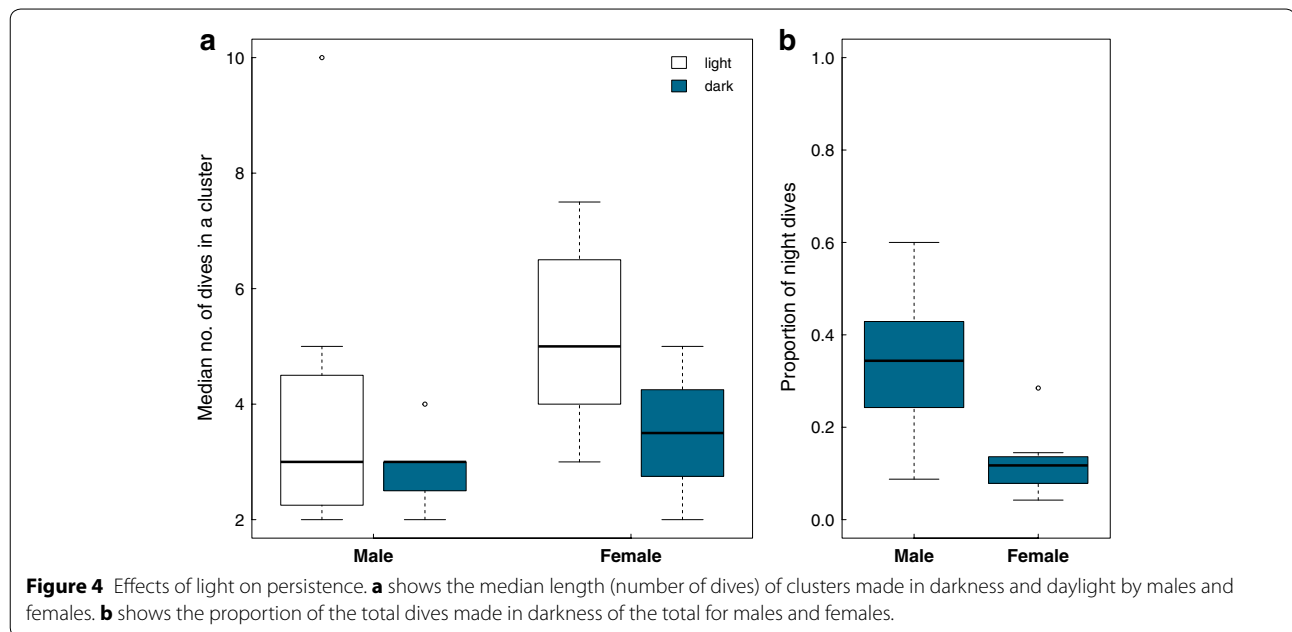 a
Median no. of dives in a cluster
10
8
6
4
2
light
dark
Male
Female
b
Proportion of night dives
1.0
0.8
0.6
0.4
0.2
0.0
Male
Female
Figure 4 Effects of light on persistence. a shows the median length (number of dives) of clusters made in darkness and daylight by males and
females. b shows the proportion of the total dives made in darkness of the total for males and females.